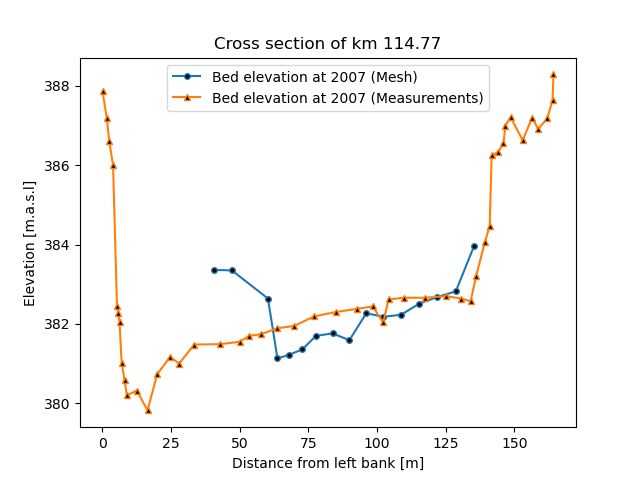 Cross section of km 114.77
Bed elevation at 2007 (Mesh)
Bed elevation at 2007 (Measurements)
Elevation [m.a.s.l]
388
386
384
382
380
0 25 50 75 100 125 150
Distance from left bank [m]